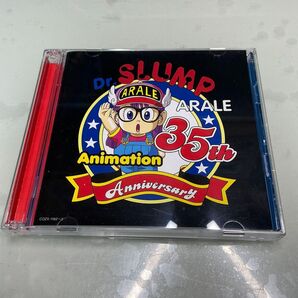 Dr. SLUMP
ARALE
ARALE
35th
Animation
Anniversary